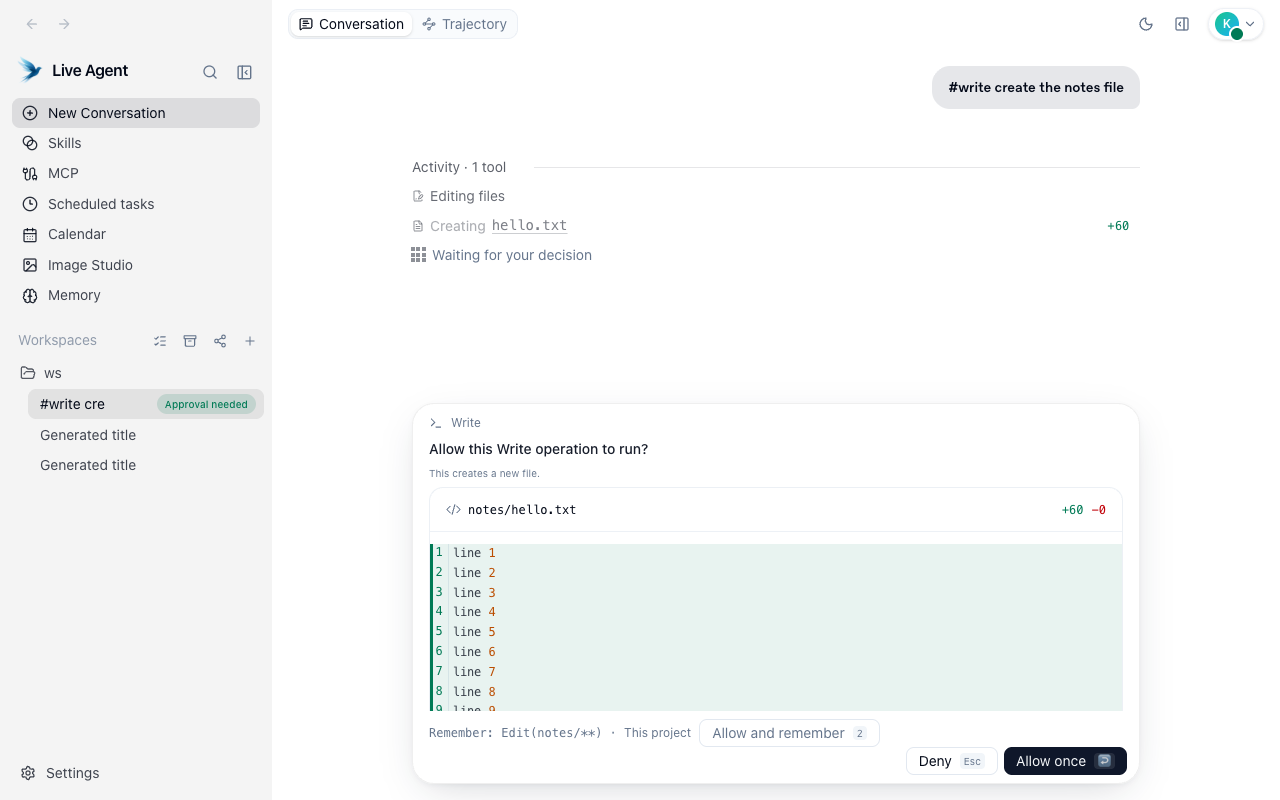 Conversation
Trajectory
K
Live Agent
New Conversation
Skills
MCP
Scheduled tasks
Calendar
Image Studio
Memory
Workspaces
ws
#write cre
Approval needed
Generated title
Generated title
Settings
#write create the notes file
Activity · 1 tool
Editing files
Creating hello.txt
+60
Waiting for your decision
Write
Allow this Write operation to run?
This creates a new file.
notes/hello.txt
+60 -0
1 line 1
2 line 2
3 line 3
4 line 4
5 line 5
6 line 6
7 line 7
8 line 8
9 line 9
Remember: Edit(notes/**) · This project
Allow and remember 2
Deny Esc
Allow once